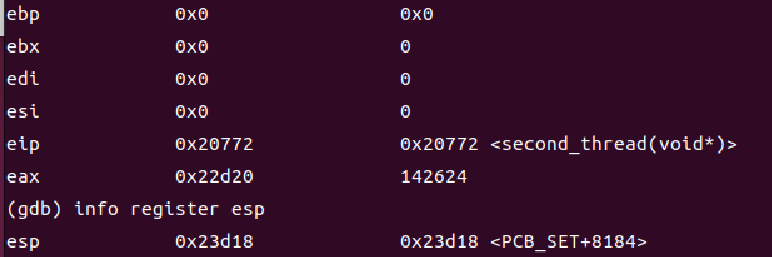 ebp 0x0 0x0
ebx 0x0 0
edi 0x0 0
esi 0x0 0
eip 0x20772 0x20772 <second_thread(void*)>
eax 0x22d20 142624
(gdb) info register esp
esp 0x23d18 0x23d18 <PCB_SET+8184>